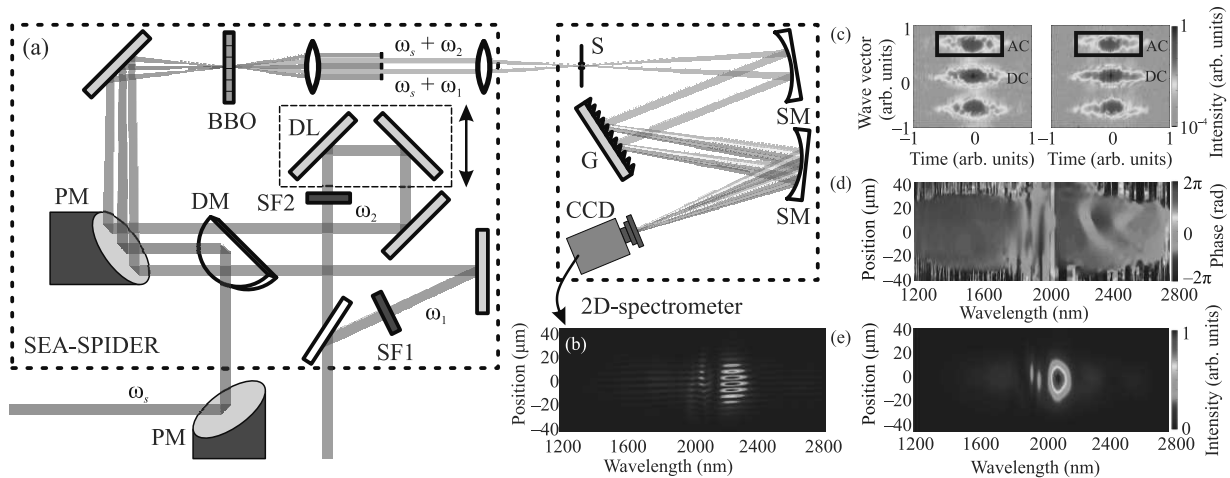 (a)
ωs + ω2
ωs + ω1
BBO
DL
PM
DM
SF2
ω2
ω1
SF1
SEA-SPIDER
ωs
PM
S
SM
G
SM
CCD
2D-spectrometer
(b)
Position (μm)
40
20
0
−20
−40
1200 1600 2000 2400 2800
Wavelength (nm)
(c)
Wave vector
(arb. units)
1
0
−1
AC
DC
AC
DC
−1 0 1
−1 0 1
Time (arb. units)
Time (arb. units)
1
10−4
Intensity (arb. units)
(d)
Position (μm)
40
20
0
−20
−40
1200 1600 2000 2400 2800
Wavelength (nm)
2π
0
−2π
Phase (rad)
(e)
Position (μm)
40
20
0
−20
−40
1200 1600 2000 2400 2800
Wavelength (nm)
1
0
Intensity (arb. units)